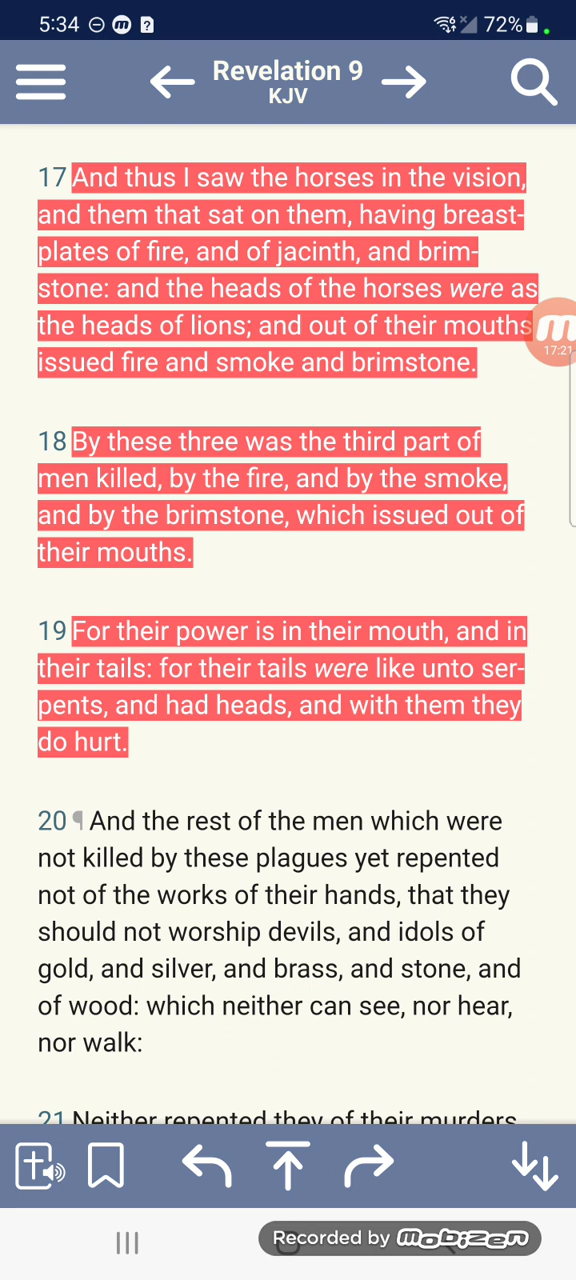 5:34 72%
Revelation 9
KJV
17 And thus I saw the horses in the vision,
and them that sat on them, having breast-
plates of fire, and of jacinth, and brim-
stone: and the heads of the horses were as
the heads of lions; and out of their mouths
17:21
issued fire and smoke and brimstone.
18 By these three was the third part of
men killed, by the fire, and by the smoke,
and by the brimstone, which issued out of
their mouths.
19 For their power is in their mouth, and in
their tails: for their tails were like unto ser-
pents, and had heads, and with them they
do hurt.
20 ¶ And the rest of the men which were
not killed by these plagues yet repented
not of the works of their hands, that they
should not worship devils, and idols of
gold, and silver, and brass, and stone, and
of wood: which neither can see, nor hear,
nor walk:
21 Neither repented they of their murders
Recorded by mobizen